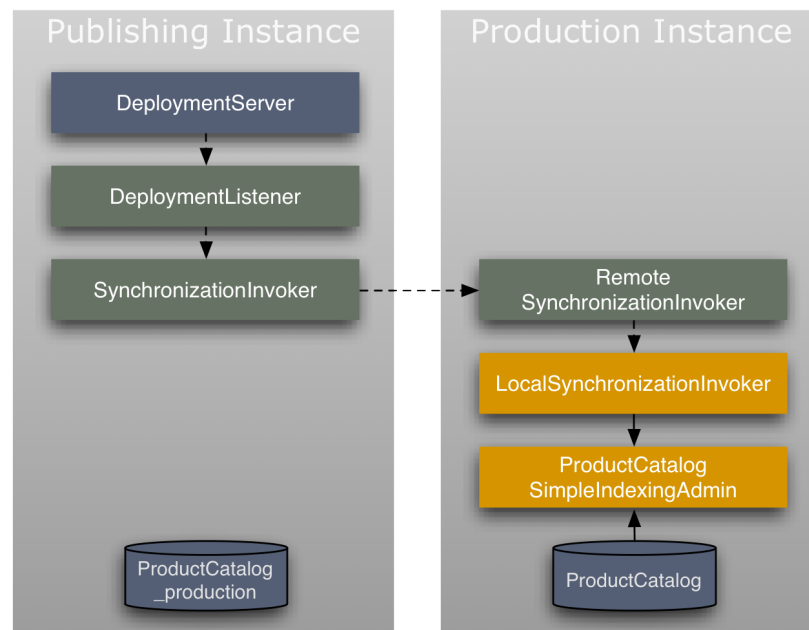 Publishing Instance
DeploymentServer
DeploymentListener
SynchronizationInvoker
ProductCatalog
_production
Production Instance
Remote
SynchronizationInvoker
LocalSynchronizationInvoker
ProductCatalog
SimpleIndexingAdmin
ProductCatalog